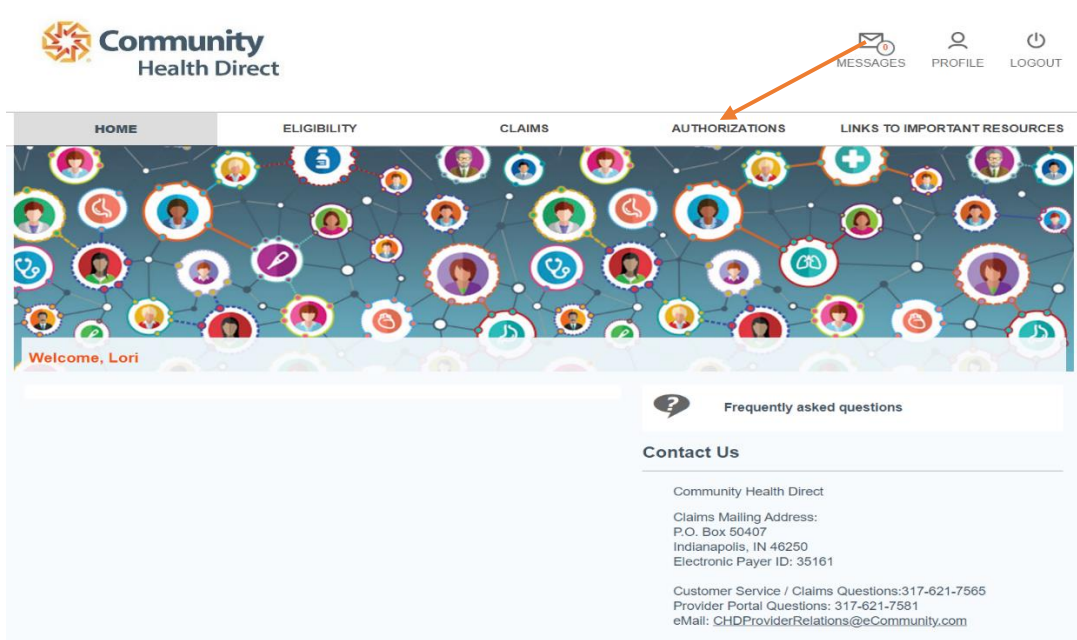 Community
Health Direct
0
MESSAGES PROFILE LOGOUT
HOME ELIGIBILITY CLAIMS AUTHORIZATIONS LINKS TO IMPORTANT RESOURCES
Welcome, Lori
? Frequently asked questions
Contact Us
Community Health Direct
Claims Mailing Address:
P.O. Box 50407
Indianapolis, IN 46250
Electronic Payer ID: 35161
Customer Service / Claims Questions:317-621-7565
Provider Portal Questions: 317-621-7581
eMail: CHDProviderRelations@eCommunity.com